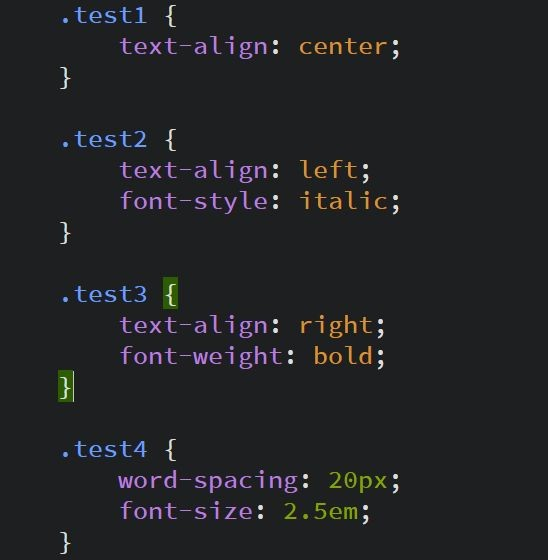 .test1 {
    text-align: center;
}

.test2 {
    text-align: left;
    font-style: italic;
}

.test3 {
    text-align: right;
    font-weight: bold;
}

.test4 {
    word-spacing: 20px;
    font-size: 2.5em;
}